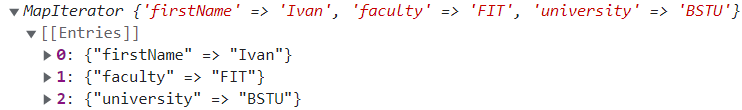 ▼MapIterator {'firstName' => 'Ivan', 'faculty' => 'FIT', 'university' => 'BSTU'}
▼[[Entries]]
▶0: {"firstName" => "Ivan"}
▶1: {"faculty" => "FIT"}
▶2: {"university" => "BSTU"}